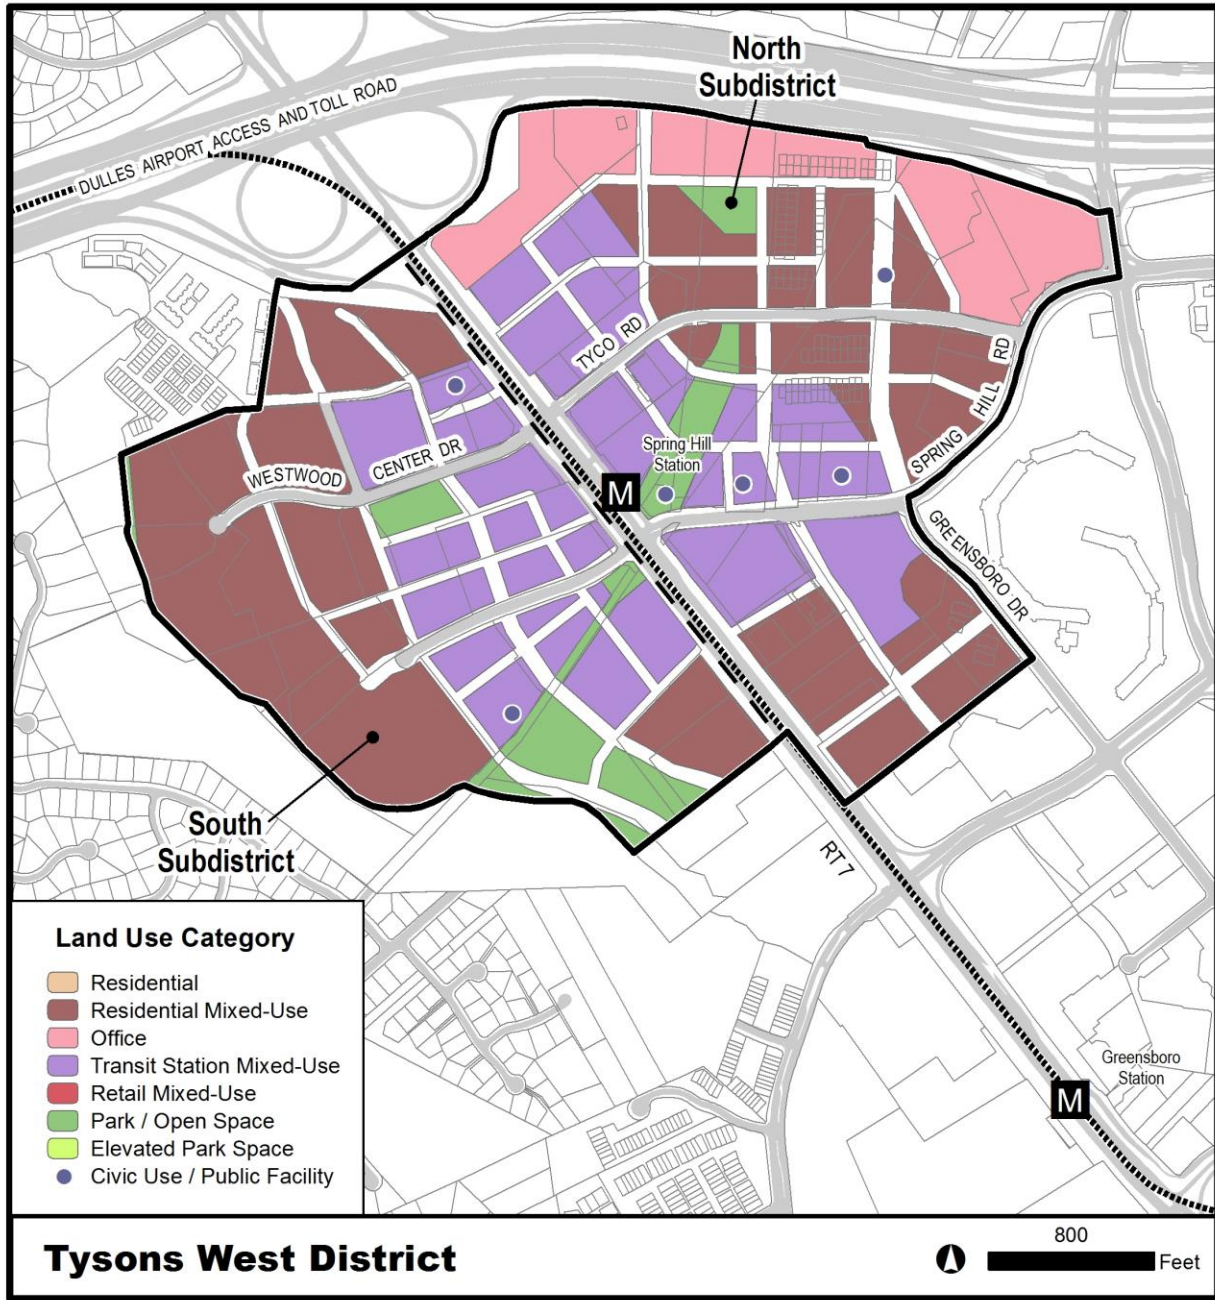 North
Subdistrict
DULLES AIRPORT ACCESS AND TOLL ROAD
TYCO RD
SPRING HILL RD
Spring Hill
Station
M
WESTWOOD CENTER DR
GREENSBORO DR
South
Subdistrict
RT 7
Greensboro
Station
M
Land Use Category
Residential
Residential Mixed-Use
Office
Transit Station Mixed-Use
Retail Mixed-Use
Park / Open Space
Elevated Park Space
Civic Use / Public Facility
Tysons West District
800
Feet